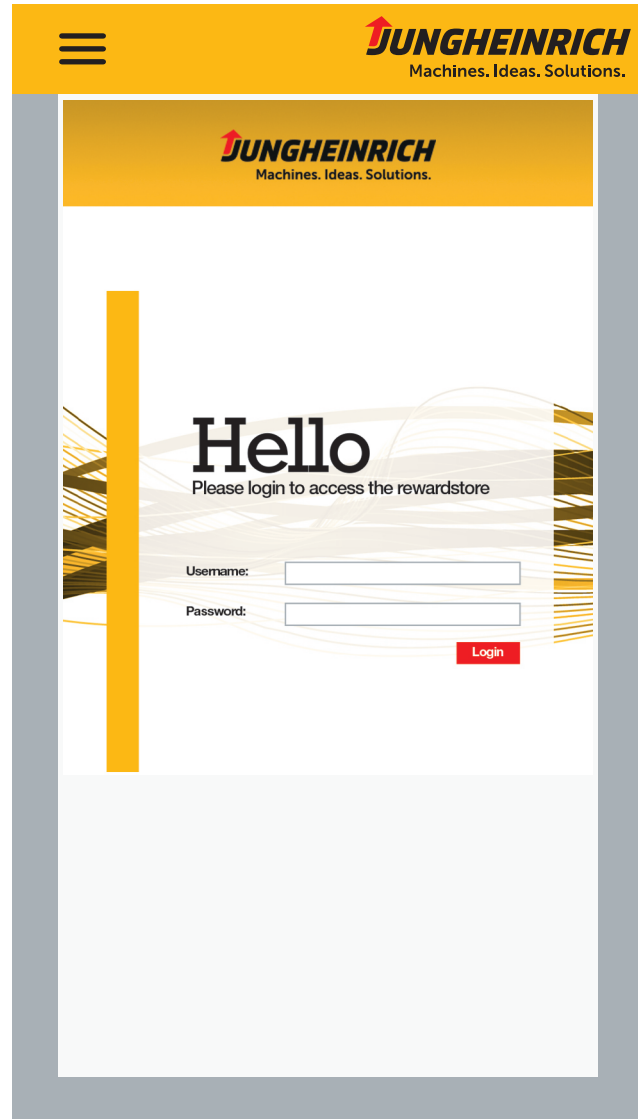 JUNGHEINRICH
Machines. Ideas. Solutions.
JUNGHEINRICH
Machines. Ideas. Solutions.
Hello
Please login to access the rewardstore
Username:
Password:
Login